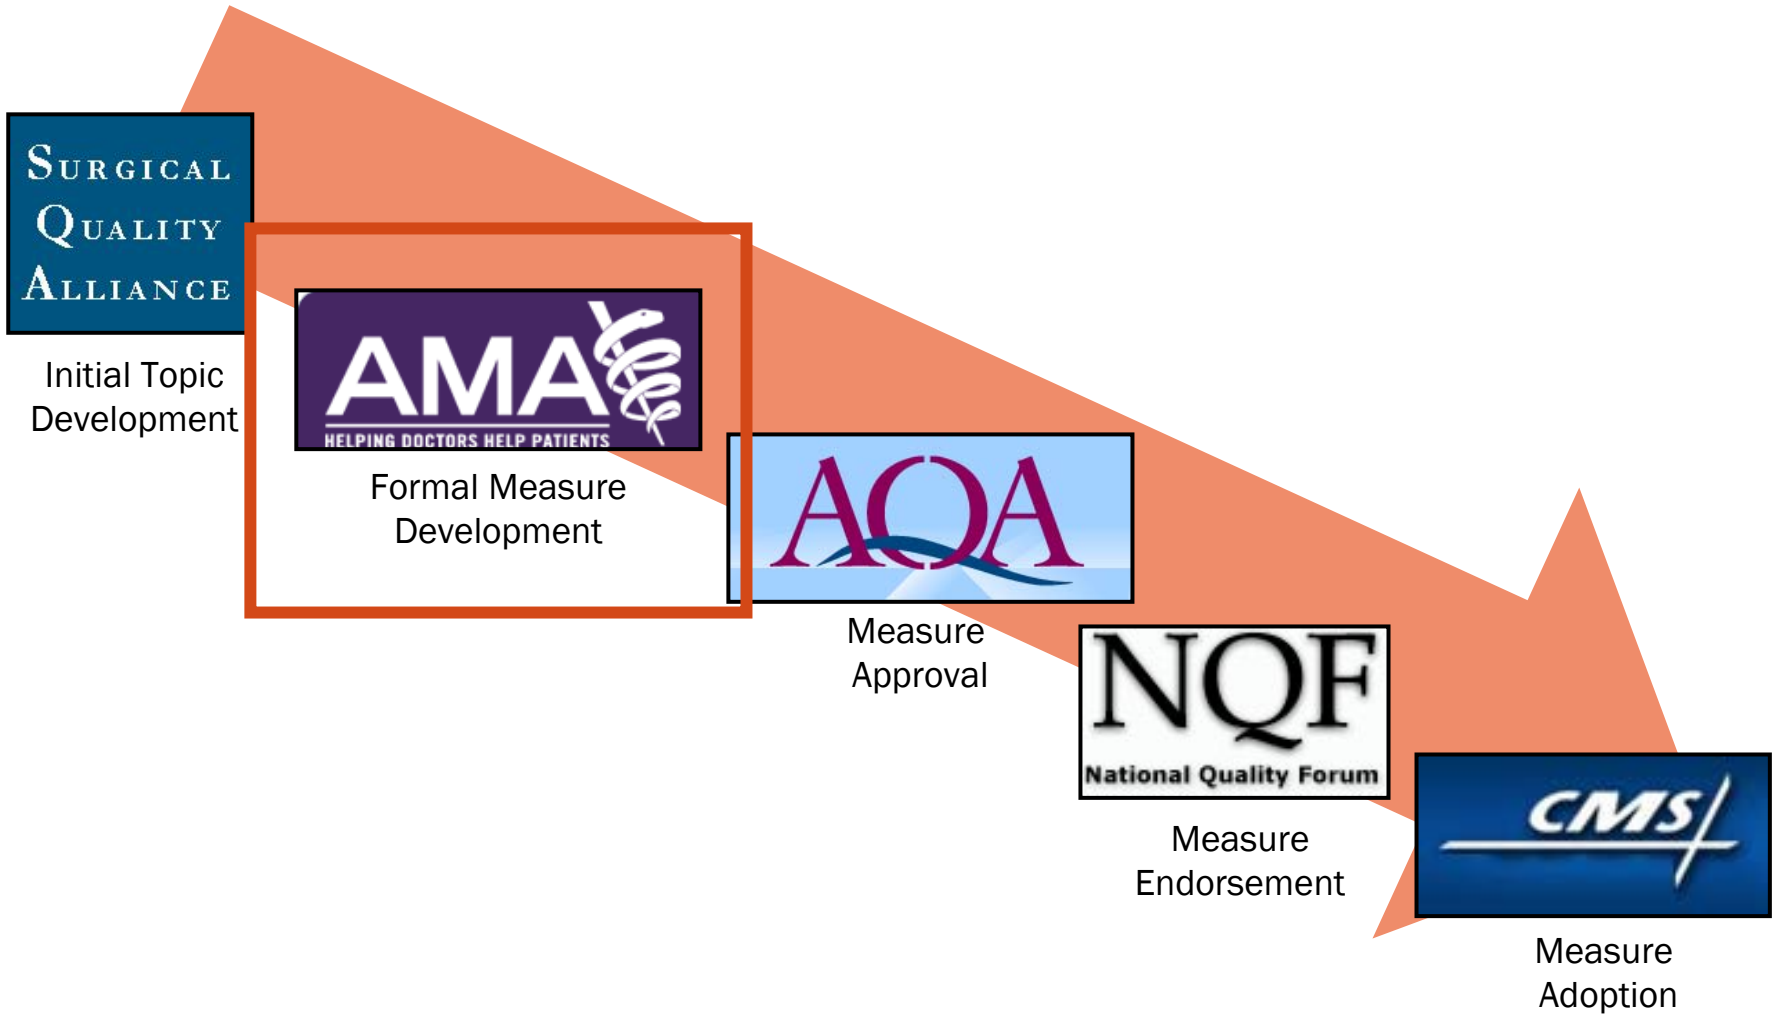 SURGICAL
QUALITY
ALLIANCE
Initial Topic
Development
AMA
HELPING DOCTORS HELP PATIENTS
Formal Measure
Development
AQA
Measure
Approval
NQF
National Quality Forum
Measure
Endorsement
CMS
Measure
Adoption